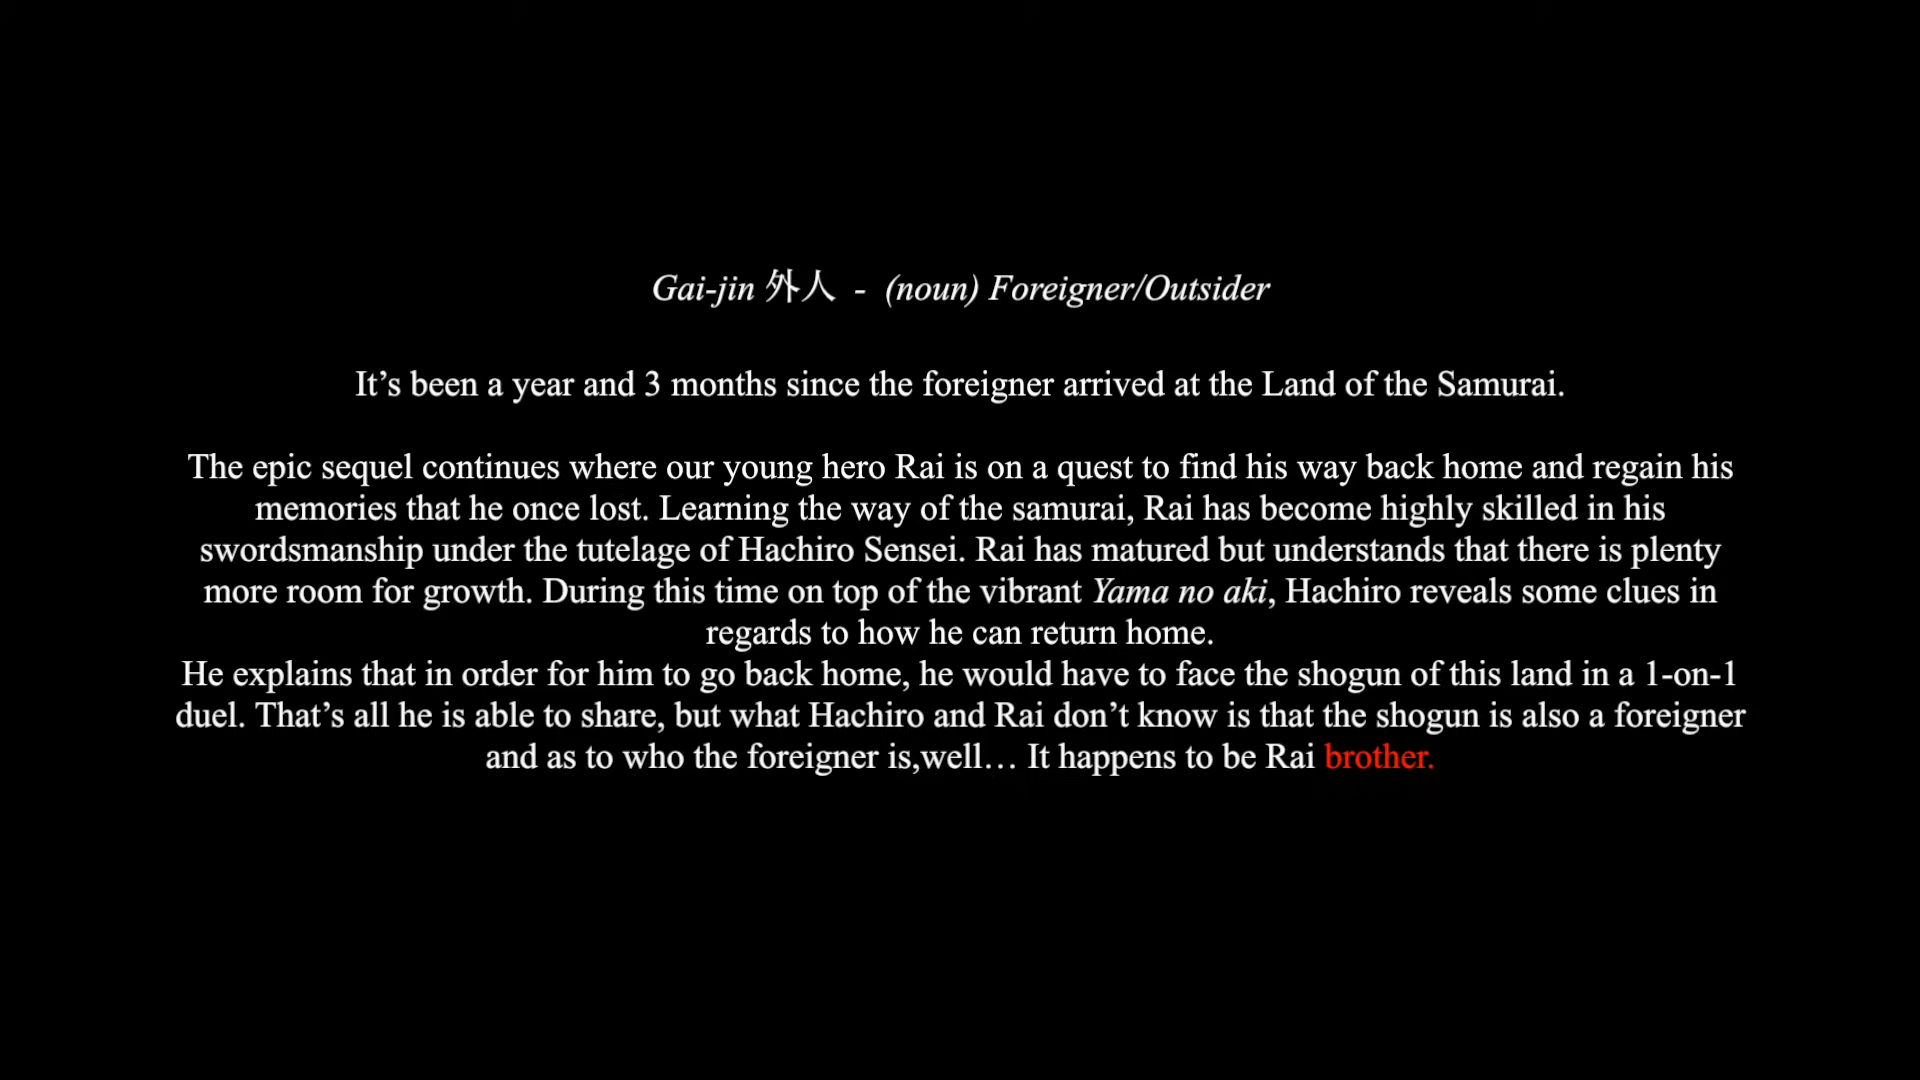 Gai-jin 外人 - (noun) Foreigner/Outsider
It’s been a year and 3 months since the foreigner arrived at the Land of the Samurai.
The epic sequel continues where our young hero Rai is on a quest to find his way back home and regain his
memories that he once lost. Learning the way of the samurai, Rai has become highly skilled in his
swordsmanship under the tutelage of Hachiro Sensei. Rai has matured but understands that there is plenty
more room for growth. During this time on top of the vibrant Yama no aki, Hachiro reveals some clues in
regards to how he can return home.
He explains that in order for him to go back home, he would have to face the shogun of this land in a 1-on-1
duel. That’s all he is able to share, but what Hachiro and Rai don’t know is that the shogun is also a foreigner
and as to who the foreigner is,well… It happens to be Rai brother.